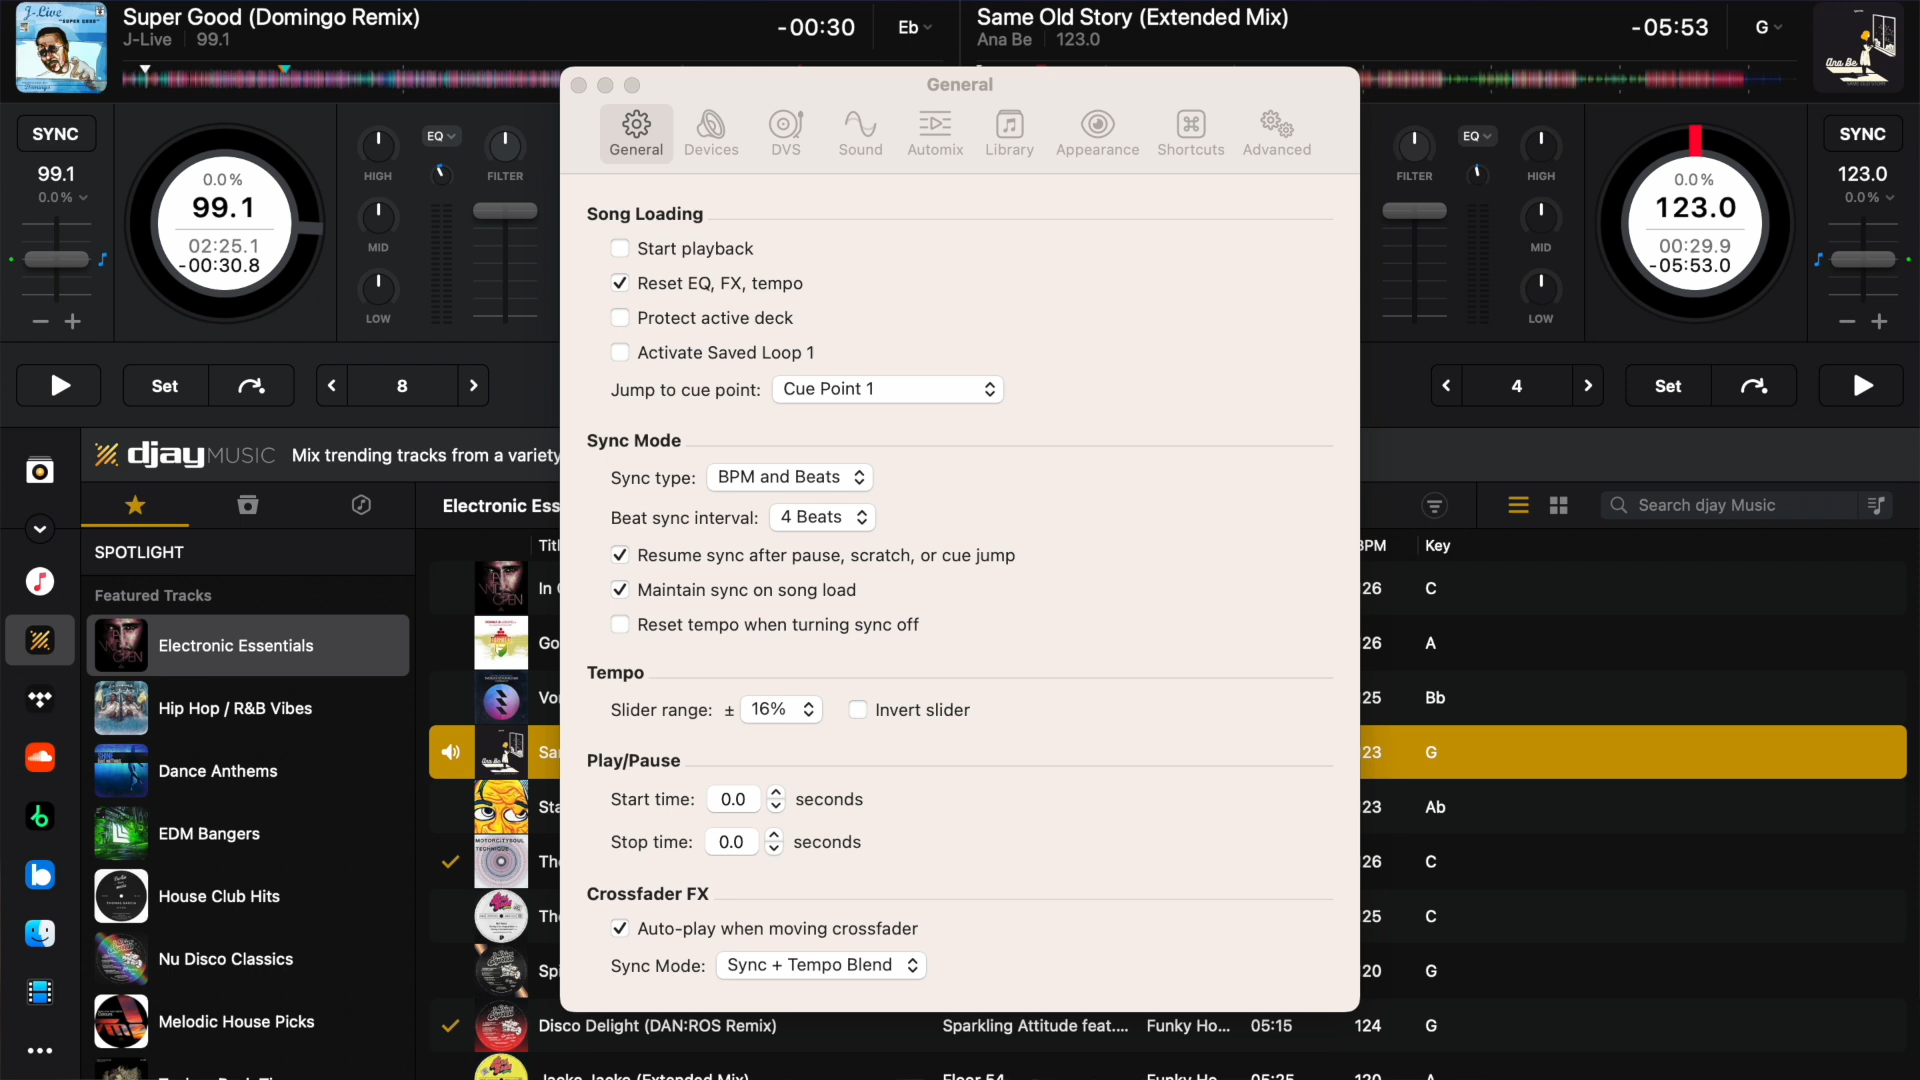 Super Good (Domingo Remix)
J-Live
99.1
-00:30
Eb
Same Old Story (Extended Mix)
Ana Be
123.0
-05:53
G
General
General
Devices
DVS
Sound
Automix
Library
Appearance
Shortcuts
Advanced
SYNC
99.1
0.0%
0.0%
99.1
02:25.1
-00:30.8
HIGH
EQ
FILTER
MID
LOW
FILTER
EQ
HIGH
MID
LOW
0.0%
123.0
00:29.9
-05:53.0
SYNC
123.0
0.0%
Set
8
4
Set
Song Loading
Start playback
Reset EQ, FX, tempo
Protect active deck
Activate Saved Loop 1
Jump to cue point: Cue Point 1
Sync Mode
Sync type: BPM and Beats
Beat sync interval: 4 Beats
Resume sync after pause, scratch, or cue jump
Maintain sync on song load
Reset tempo when turning sync off
Tempo
Slider range: ± 16%
Invert slider
Play/Pause
Start time: 0.0 seconds
Stop time: 0.0 seconds
Crossfader FX
Auto-play when moving crossfader
Sync Mode: Sync + Tempo Blend
djay MUSIC
Mix trending tracks from a variety
Search djay Music
SPOTLIGHT
Featured Tracks
Electronic Essentials
Hip Hop / R&B Vibes
Dance Anthems
EDM Bangers
House Club Hits
Nu Disco Classics
Melodic House Picks
Key
26 C
26 A
25 Bb
23 G
23 Ab
26 C
25 C
20 G
Disco Delight (DAN:ROS Remix) Sparkling Attitude feat.... Funky Ho... 05:15 124 G